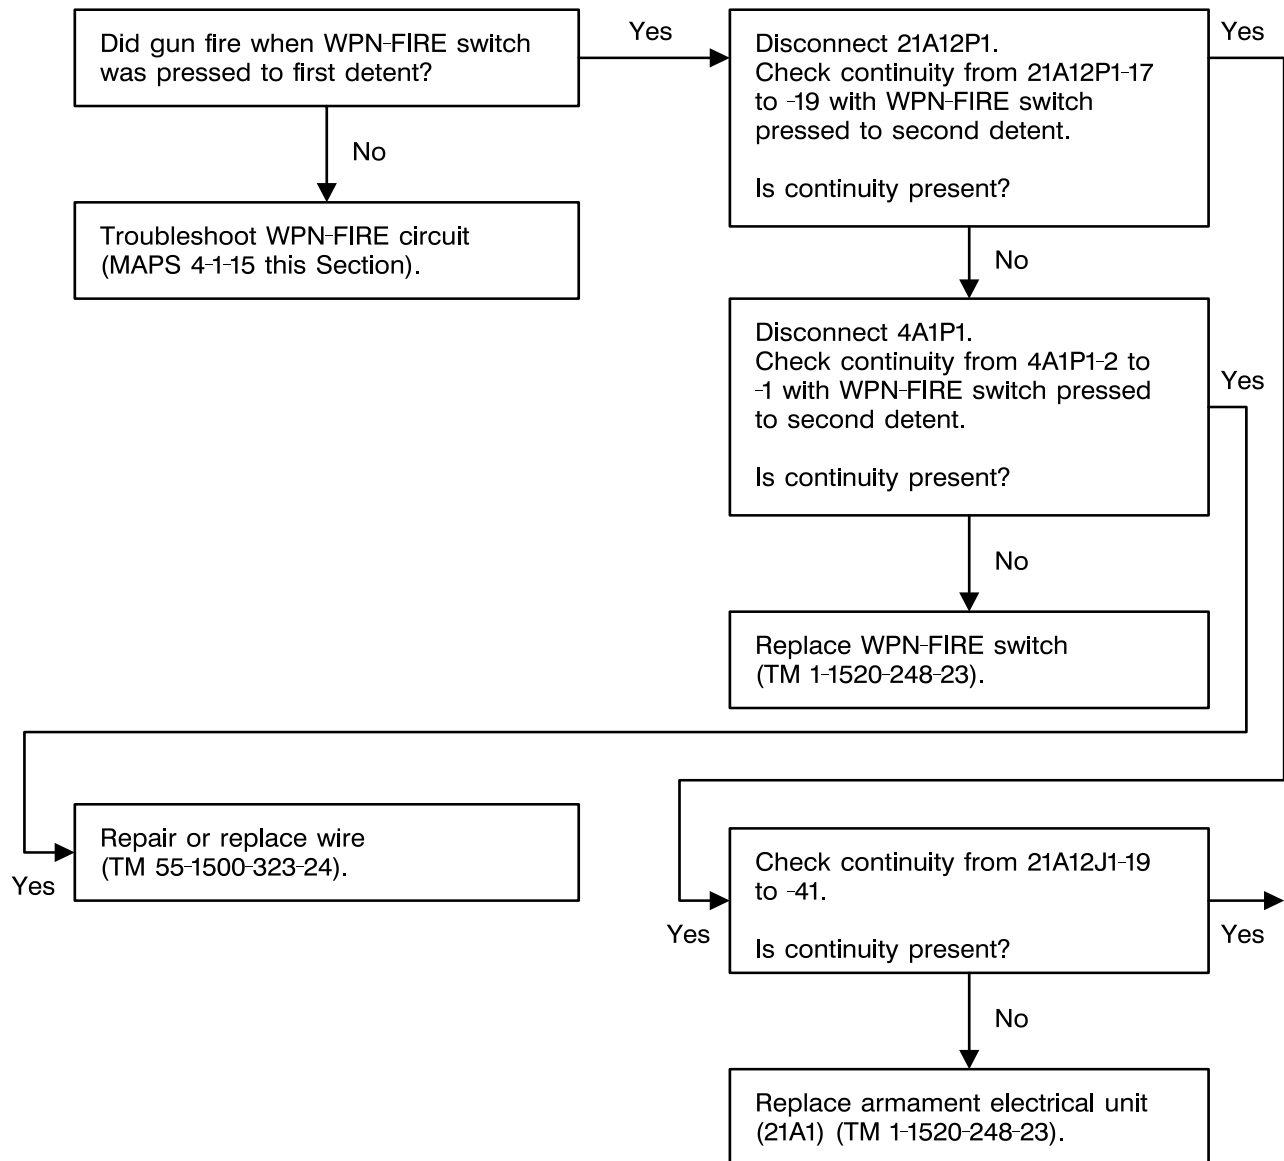 Did gun fire when WPN-FIRE switch
was pressed to first detent?
Yes
Disconnect 21A12P1.
Check continuity from 21A12P1-17
to -19 with WPN-FIRE switch
pressed to second detent.
Is continuity present?
Yes
No
Troubleshoot WPN-FIRE circuit
(MAPS 4-1-15 this Section).
No
Disconnect 4A1P1.
Check continuity from 4A1P1-2 to
-1 with WPN-FIRE switch pressed
to second detent.
Is continuity present?
Yes
No
Replace WPN-FIRE switch
(TM 1-1520-248-23).
Yes
Repair or replace wire
(TM 55-1500-323-24).
Yes
Check continuity from 21A12J1-19
to -41.
Is continuity present?
Yes
No
Replace armament electrical unit
(21A1) (TM 1-1520-248-23).